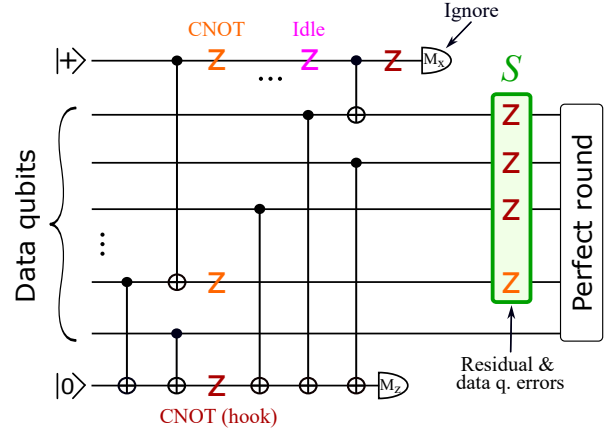 Ignore
CNOT
Idle
S
|+⟩
Z
...
Z
Z
Mx
Data qubits
Z
Z
Z
...
Z
Z
Perfect round
|0⟩
Z
Mz
CNOT (hook)
Residual &
data q. errors